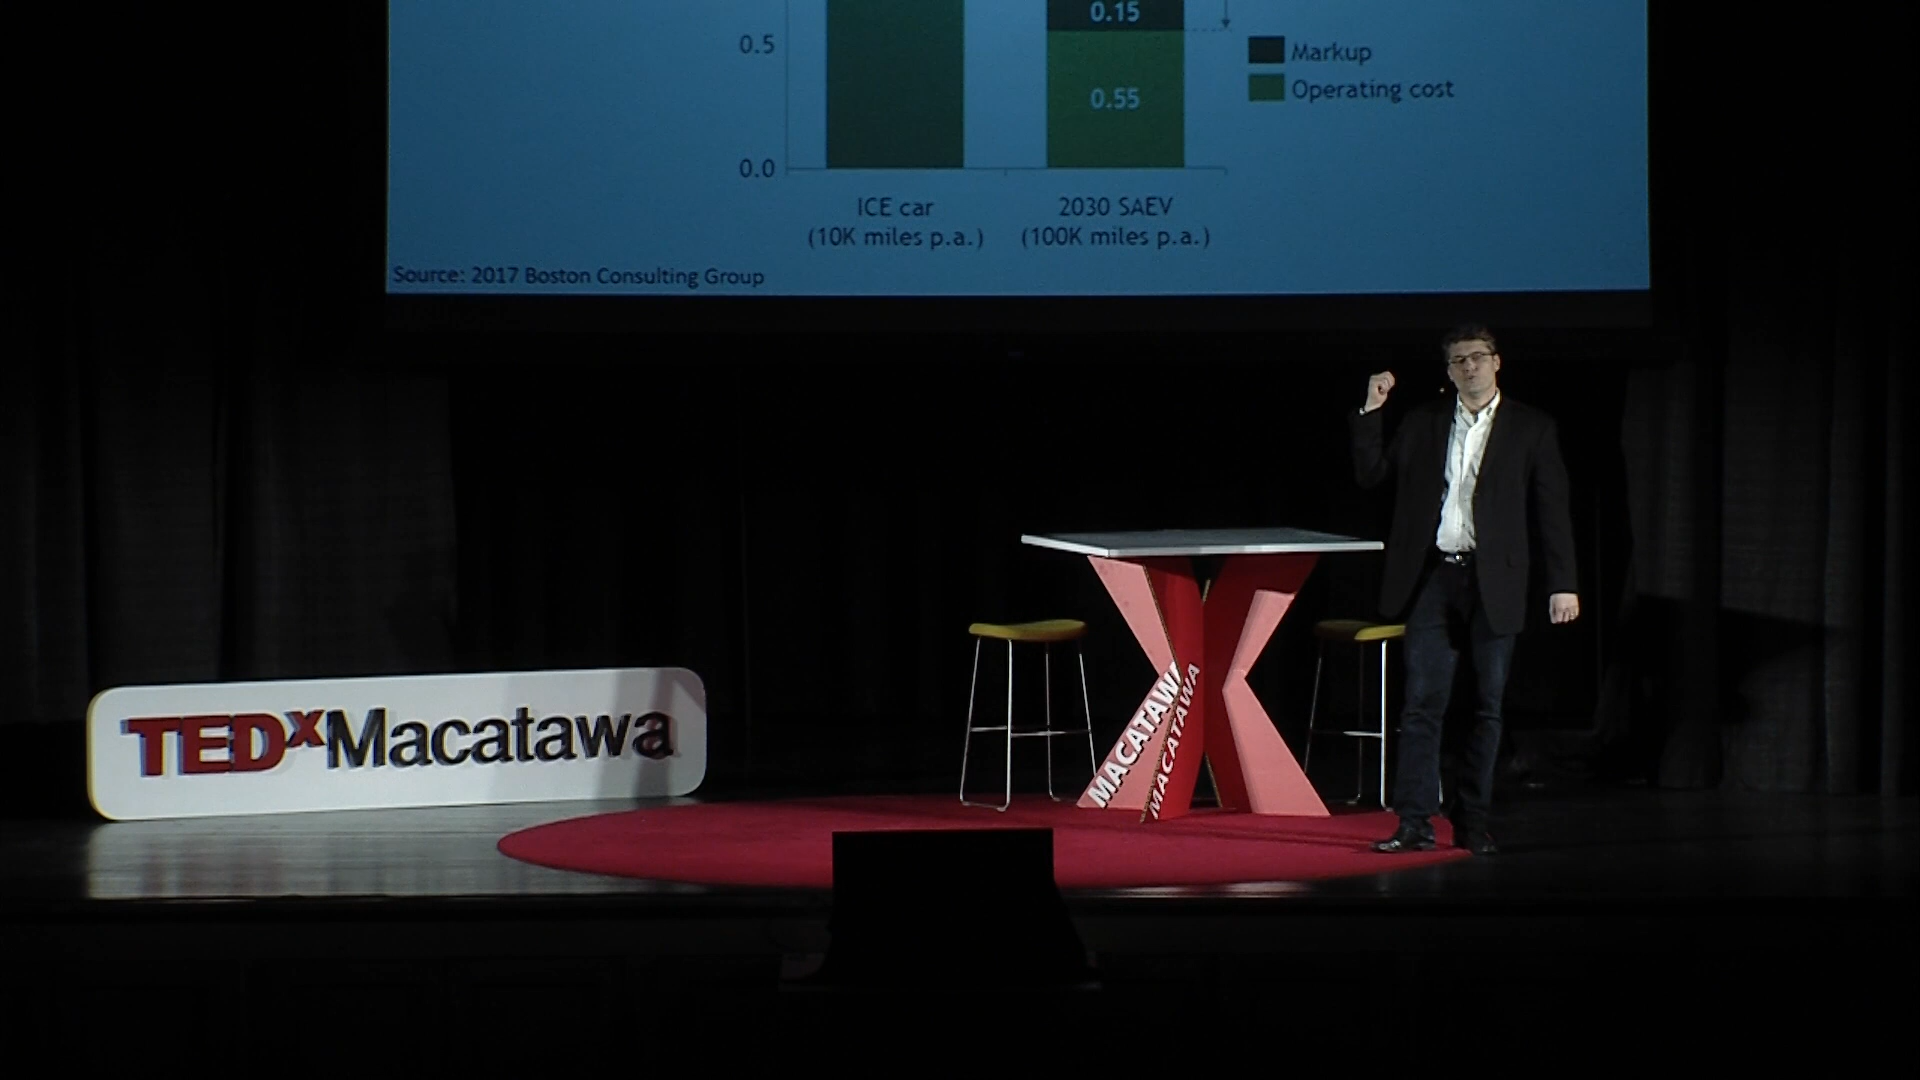 0.15
0.5
Markup
Operating cost
0.55
0.0
ICE car
(10K miles p.a.)
2030 SAEV
(100K miles p.a.)
Source: 2017 Boston Consulting Group
TEDxMacatawa
MACATAWA
MACATAWA